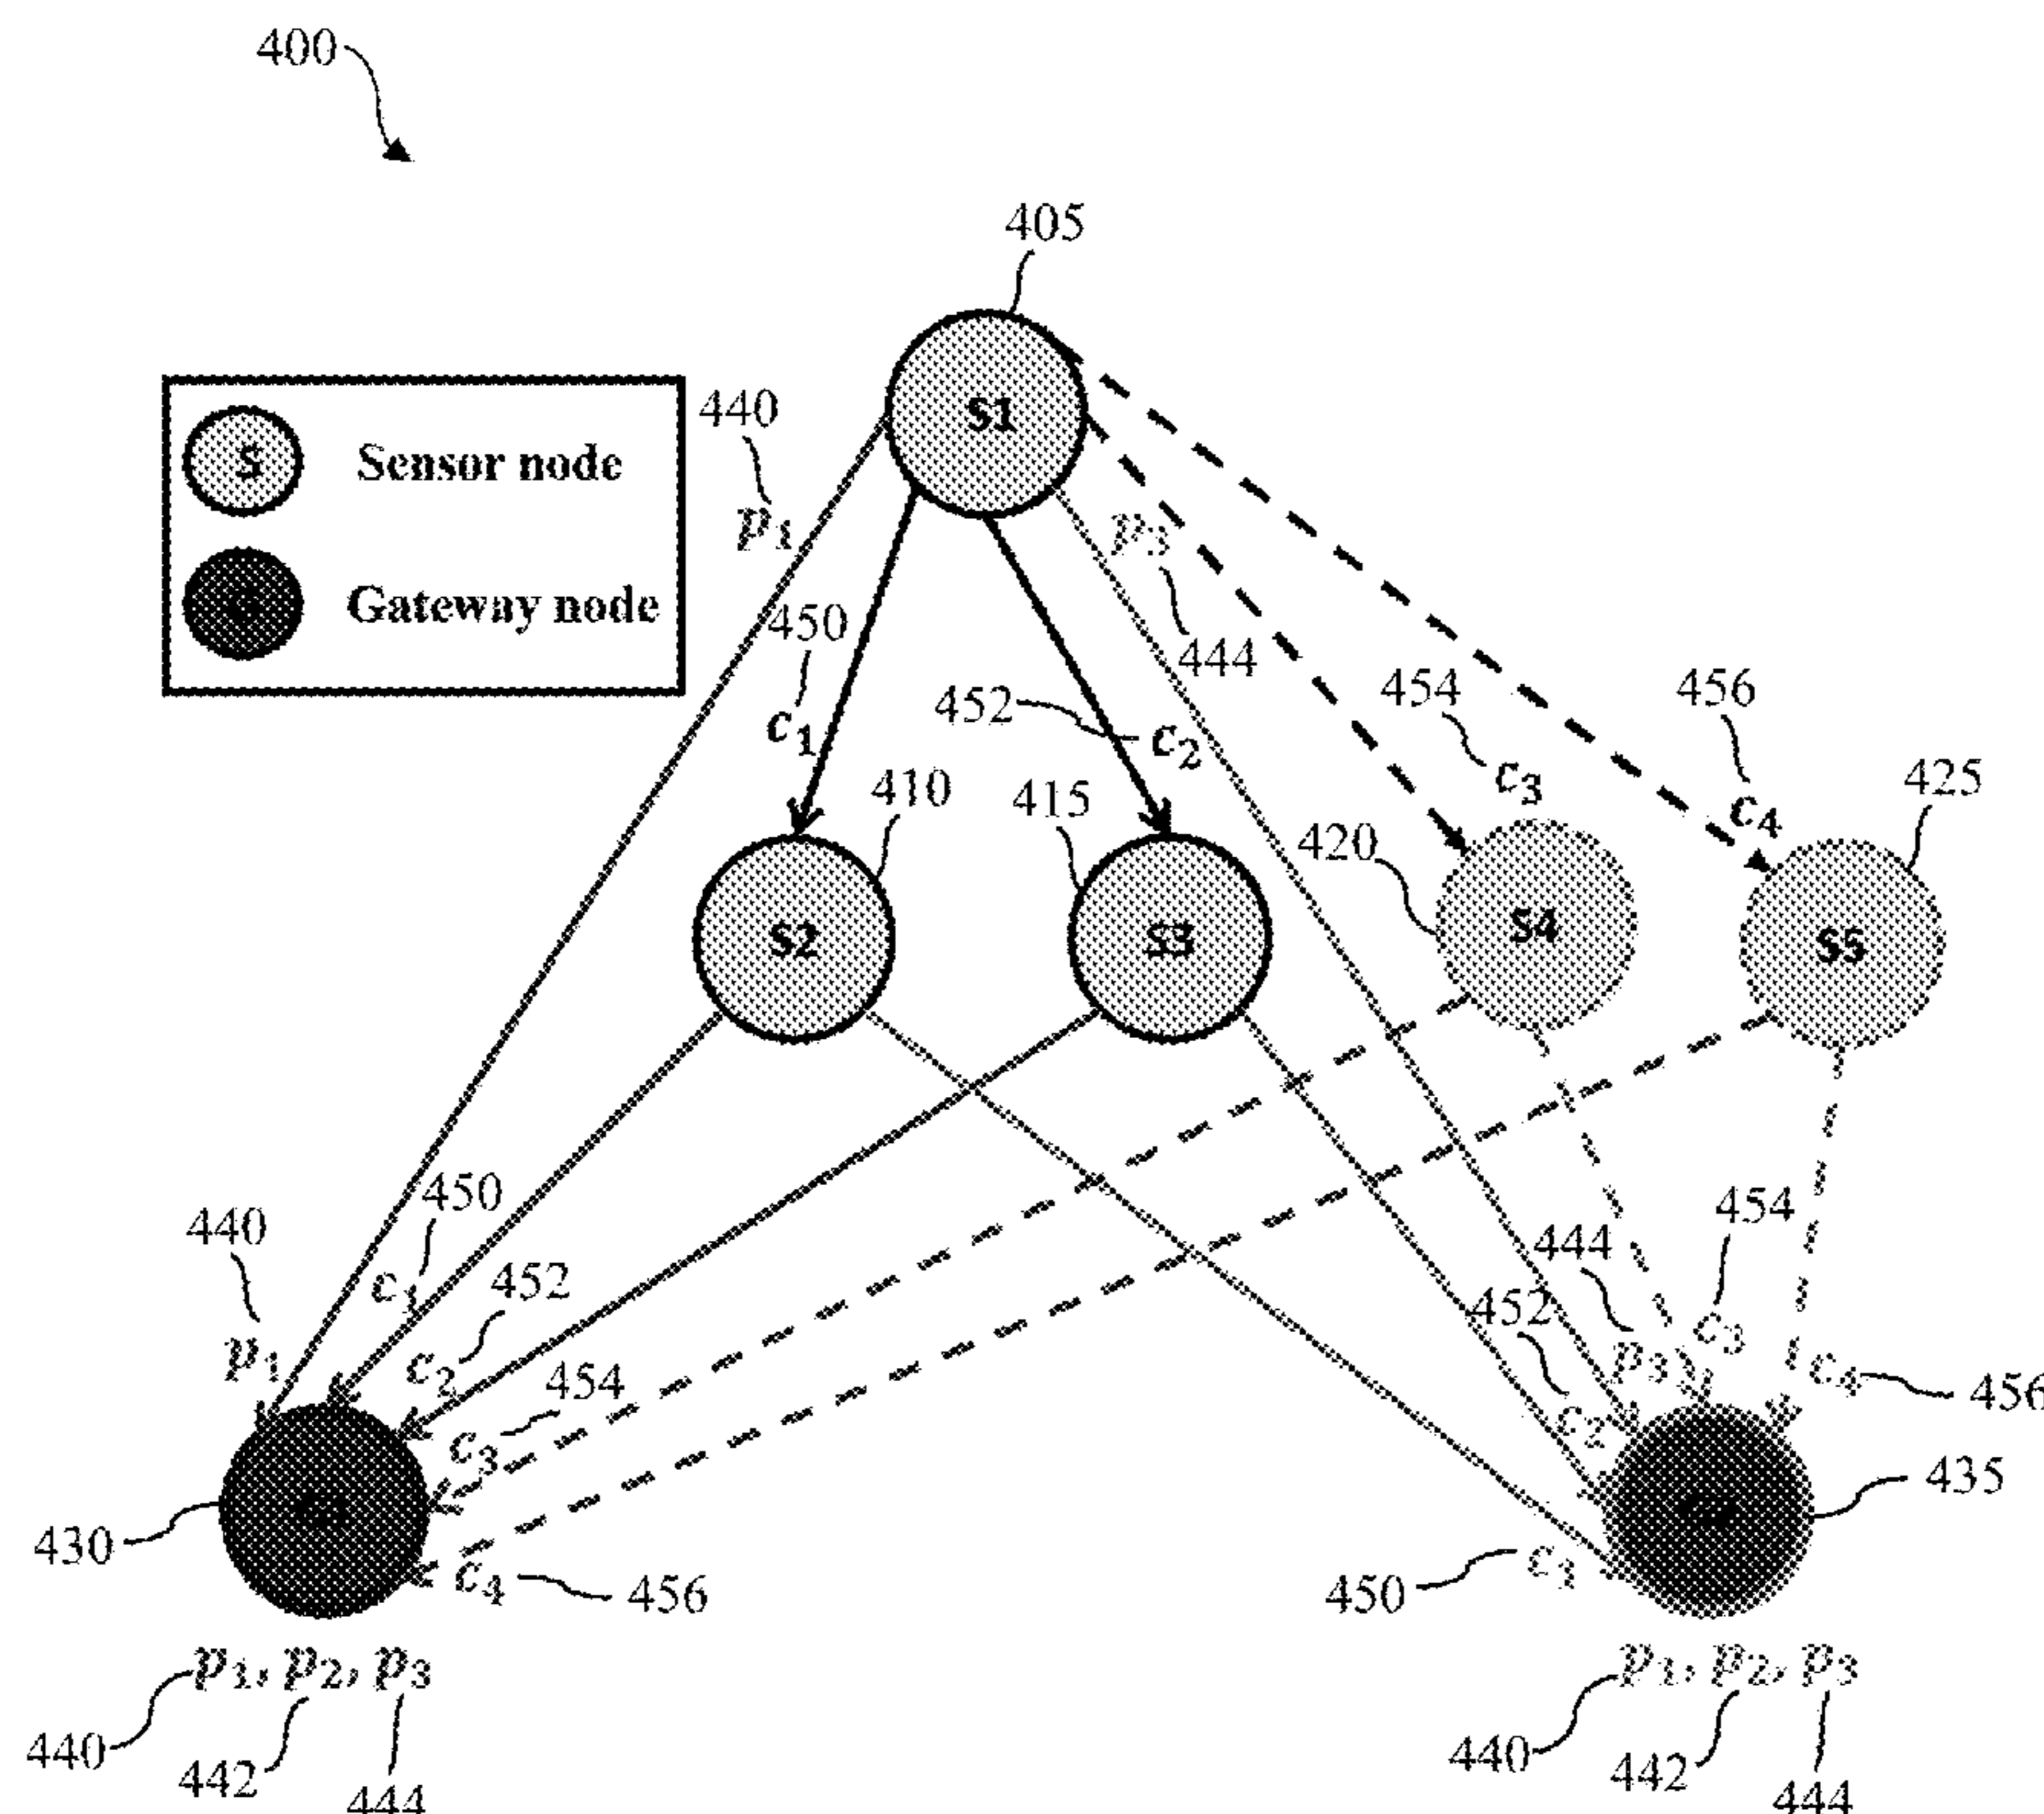 400
405
S1
S Sensor node
Gateway node
440
p1
p3
444
450
c1
452
c2
454
c3
456
c4
410
415
420
425
S2
S3
S4
S5
440
p1
450
c1
452
c2
454
c3
c4
456
430
444
p3
454
c3
452
c2
c4
456
435
450
c1
p1, p2, p3
440
442
444
p1, p2, p3
440
442
444